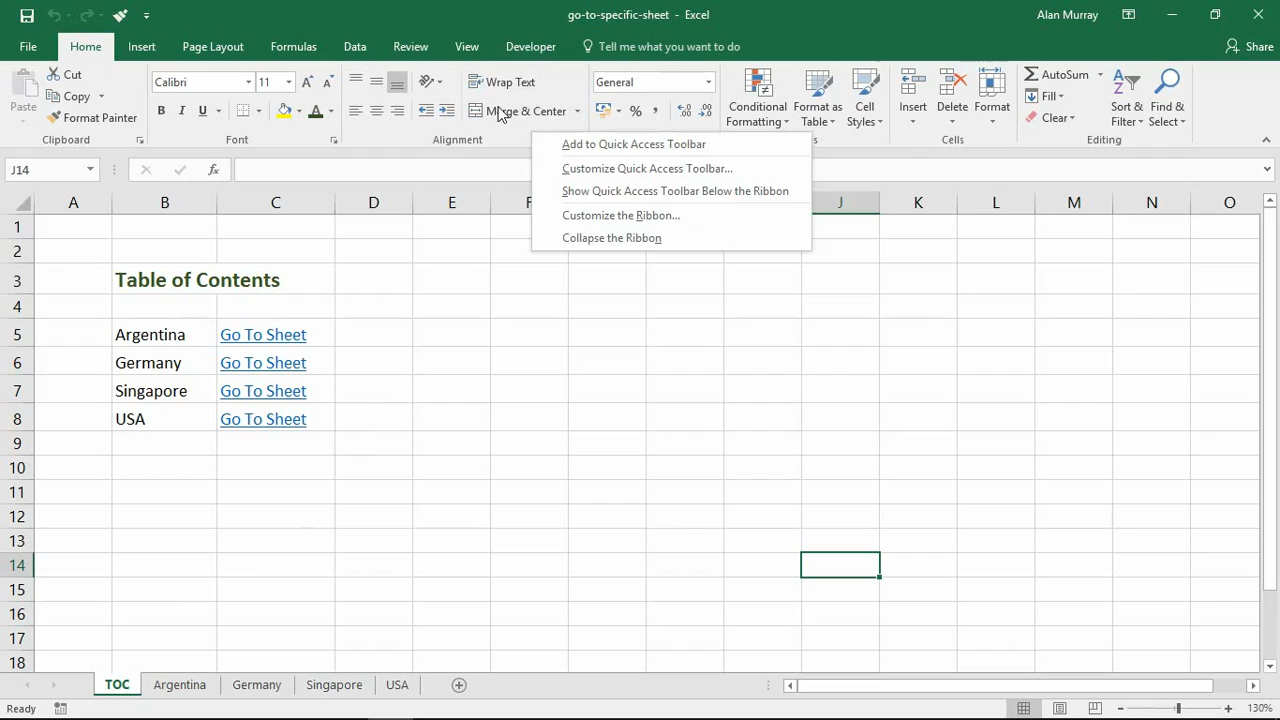 go-to-specific-sheet - Excel
Alan Murray
File Home Insert Page Layout Formulas Data Review View Developer Tell me what you want to do Share
Paste
Cut
Copy
Format Painter
Clipboard
Calibri 11
B I U A
Font
Wrap Text
Merge & Center
Alignment
General
% , .00
Conditional Formatting
Format as Table
Cell Styles
Insert Delete Format
Cells
AutoSum
Fill
Clear
Sort & Filter
Find & Select
Editing
Add to Quick Access Toolbar
Customize Quick Access Toolbar...
Show Quick Access Toolbar Below the Ribbon
Customize the Ribbon...
Collapse the Ribbon
J14 fx
A B C D E F J K L M N O
1
2
3 Table of Contents
4
5 Argentina Go To Sheet
6 Germany Go To Sheet
7 Singapore Go To Sheet
8 USA Go To Sheet
9
10
11
12
13
14
15
16
17
18
TOC Argentina Germany Singapore USA
Ready 130%